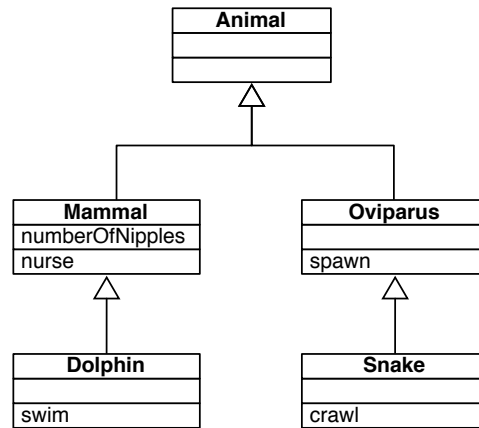 Animal
Mammal
numberOfNipples
nurse
Oviparus
spawn
Dolphin
swim
Snake
crawl